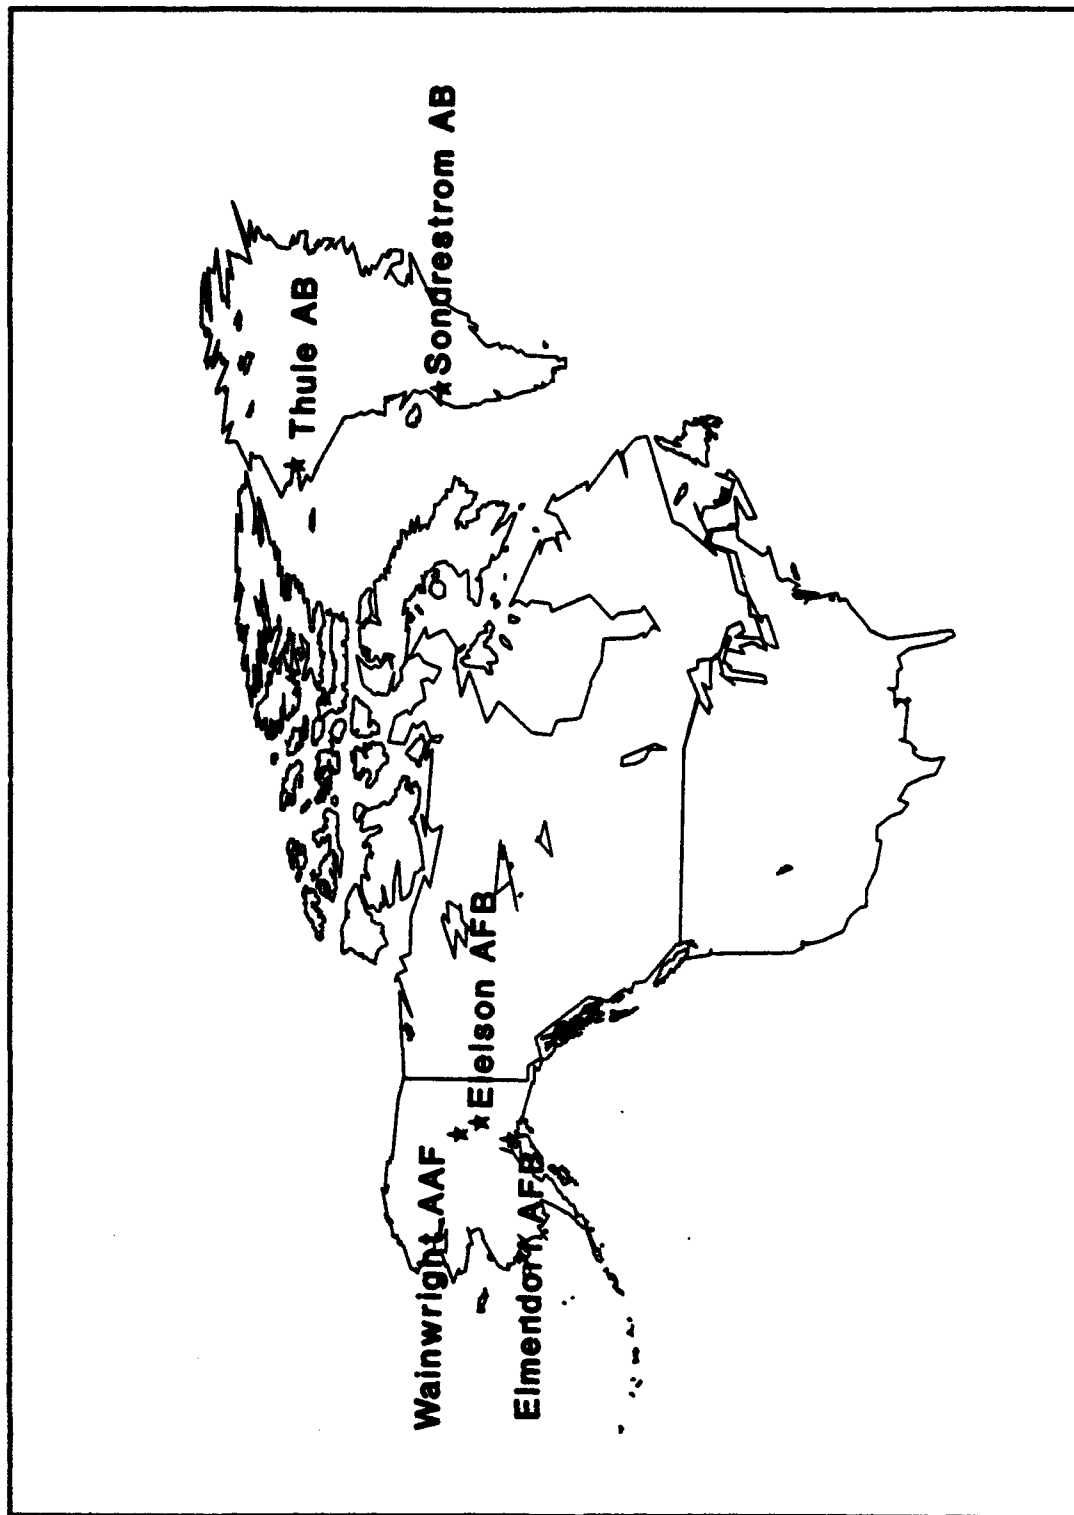 Thule AB
Sondrestrom AB
Wainwright AAF
Eielson AFB
Elmendorf AFB